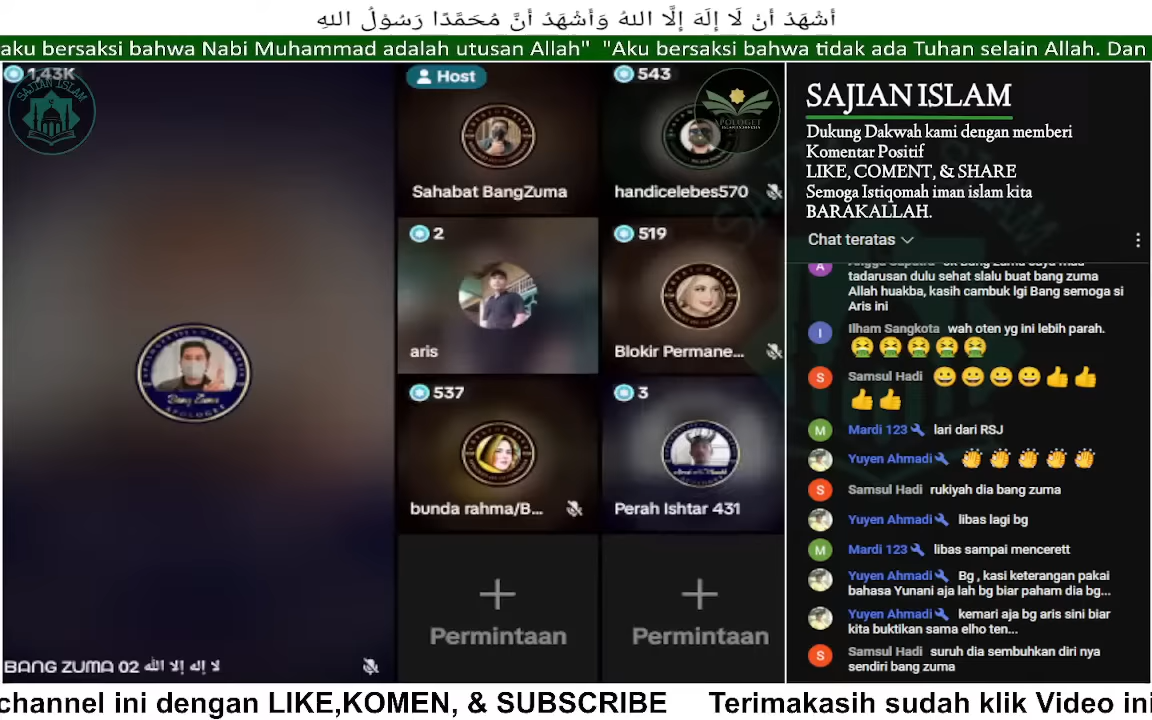 أَشْهَدُ أَنْ لَا إِلَهَ إِلَّا اللهُ وَأَشْهَدُ أَنَّ مُحَمَّدًا رَسُوْلُ اللهِ
aku bersaksi bahwa Nabi Muhammad adalah utusan Allah" "Aku bersaksi bahwa tidak ada Tuhan selain Allah. Dan
1,43K
SAJIAN ISLAM
Host
Sahabat BangZuma
543
APOLOGET
handicelebes570
2
aris
519
Blokir Permane...
537
bunda rahma/B...
3
Perah Ishtar 431
Bang Zuma
APOLOGET
Permintaan
Permintaan
BANG ZUMA 02 لا إله إلا الله
SAJIAN ISLAM
Dukung Dakwah kami dengan memberi
Komentar Positif
LIKE, COMENT, & SHARE
Semoga Istiqomah iman islam kita
BARAKALLAH.
Chat teratas
A
tadarusan dulu sehat slalu buat bang zuma
Allah huakba, kasih cambuk lgi Bang semoga si
Aris ini
I
Ilham Sangkota wah oten yg ini lebih parah.
🤮🤮🤮🤮🤮
S
Samsul Hadi 😀😀😀😀👍👍
👍👍
M
Mardi 123 lari dari RSJ
Yuyen Ahmadi 👏👏👏👏👏
S
Samsul Hadi rukiyah dia bang zuma
Yuyen Ahmadi libas lagi bg
M
Mardi 123 libas sampai mencerett
Yuyen Ahmadi Bg , kasi keterangan pakai
bahasa Yunani aja lah bg biar paham dia bg...
Yuyen Ahmadi kemari aja bg aris sini biar
kita buktikan sama elho ten...
S
Samsul Hadi suruh dia sembuhkan diri nya
sendiri bang zuma
channel ini dengan LIKE,KOMEN, & SUBSCRIBE Terimakasih sudah klik Video ini